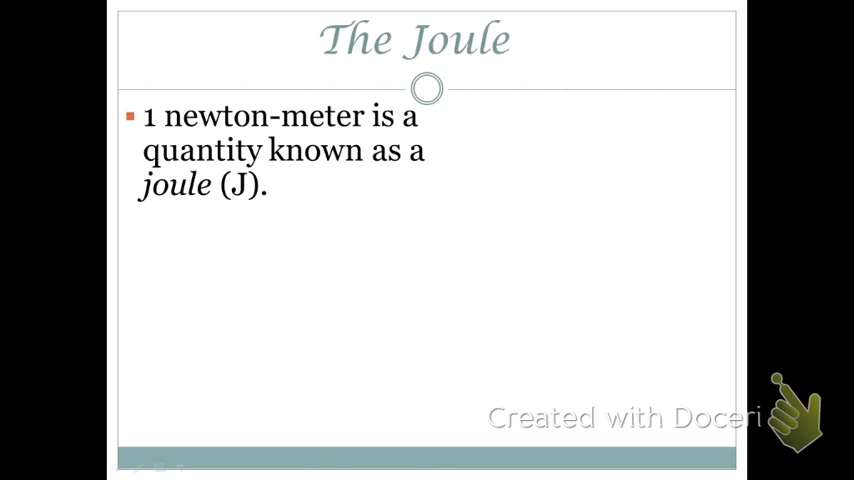 The Joule
1 newton-meter is a
quantity known as a
joule (J).
Created with Doceri